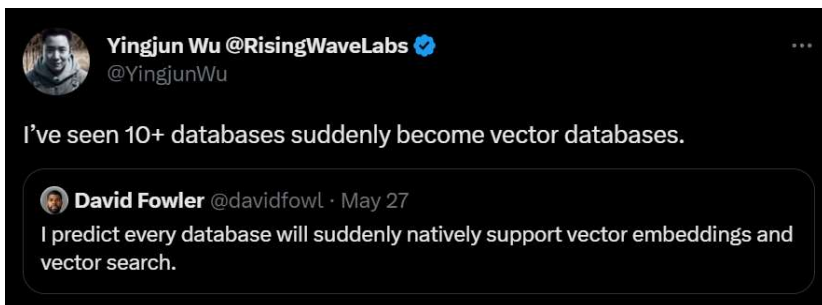 Yingjun Wu @RisingWaveLabs
@YingjunWu
I’ve seen 10+ databases suddenly become vector databases.
David Fowler @davidfowl · May 27
I predict every database will suddenly natively support vector embeddings and
vector search.